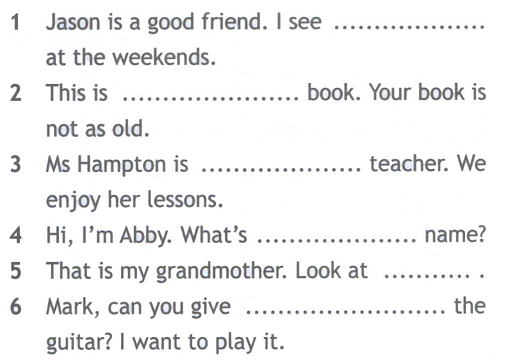 1 Jason is a good friend. I see ...................
at the weekends.
2 This is ...................... book. Your book is
not as old.
3 Ms Hampton is .................... teacher. We
enjoy her lessons.
4 Hi, I'm Abby. What's .................... name?
5 That is my grandmother. Look at ........... .
6 Mark, can you give ......................... the
guitar? I want to play it.